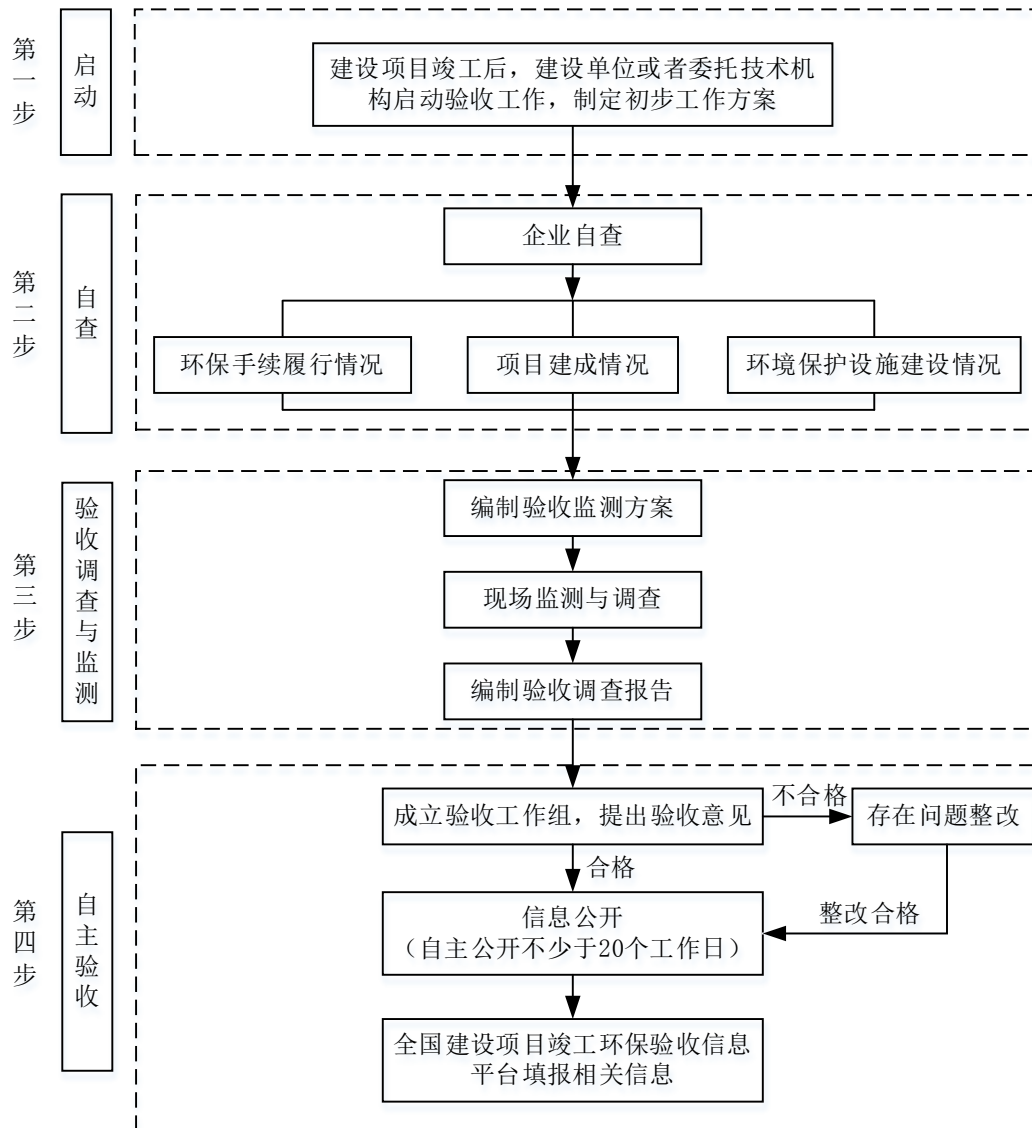 第一步
启动
建设项目竣工后，建设单位或者委托技术机
构启动验收工作，制定初步工作方案
第二步
自查
企业自查
环保手续履行情况
项目建成情况
环境保护设施建设情况
第三步
验收调查与监测
编制验收监测方案
现场监测与调查
编制验收调查报告
第四步
自主验收
成立验收工作组，提出验收意见
不合格
存在问题整改
合格
整改合格
信息公开
（自主公开不少于20个工作日）
全国建设项目竣工环保验收信息
平台填报相关信息